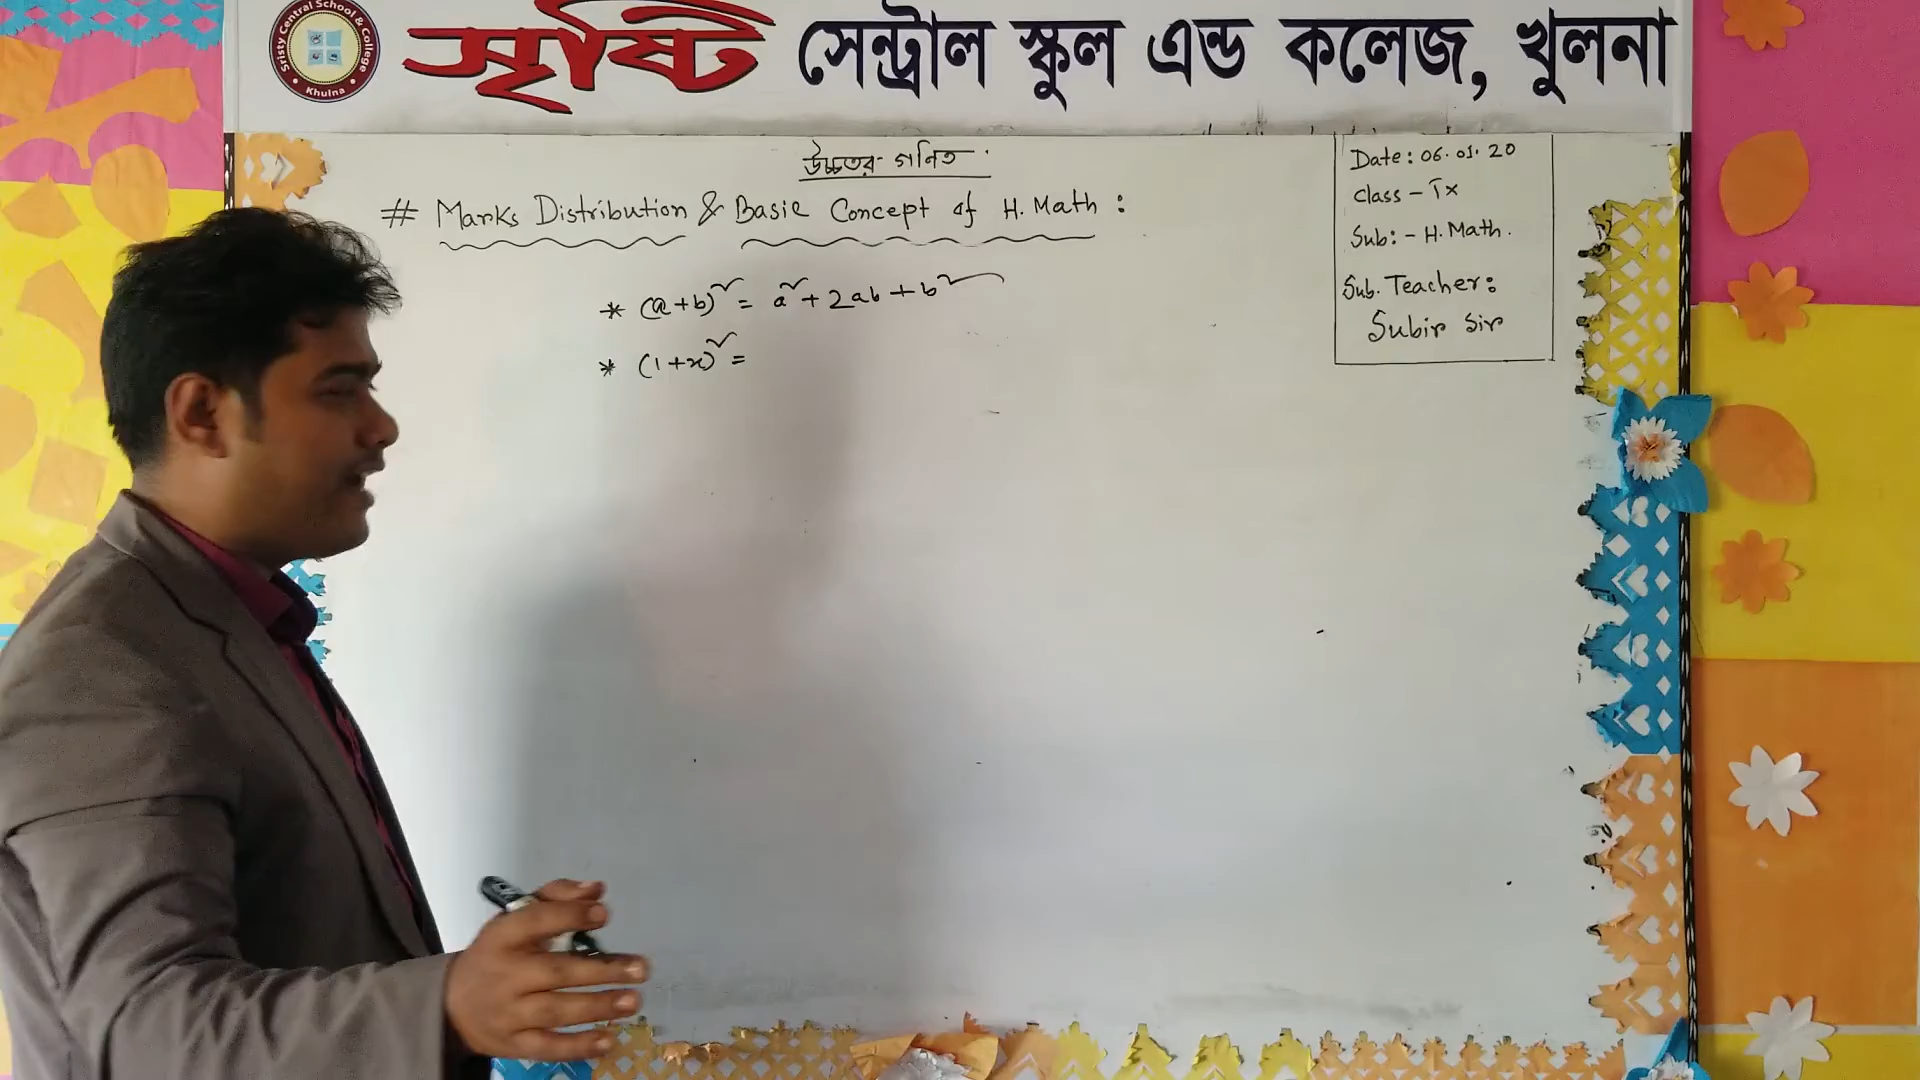 Sristy Central School & College
Khulna
সৃষ্টি সেন্ট্রাল স্কুল এন্ড কলেজ, খুলনা
উচ্চতর গনিত
# Marks Distribution & Basic Concept of H. Math :
* (a+b)² = a² + 2ab + b²
* (1+x)² =
Date : 06.01.20
Class - IX
Sub: - H. Math.
Sub. Teacher:
Subir Sir